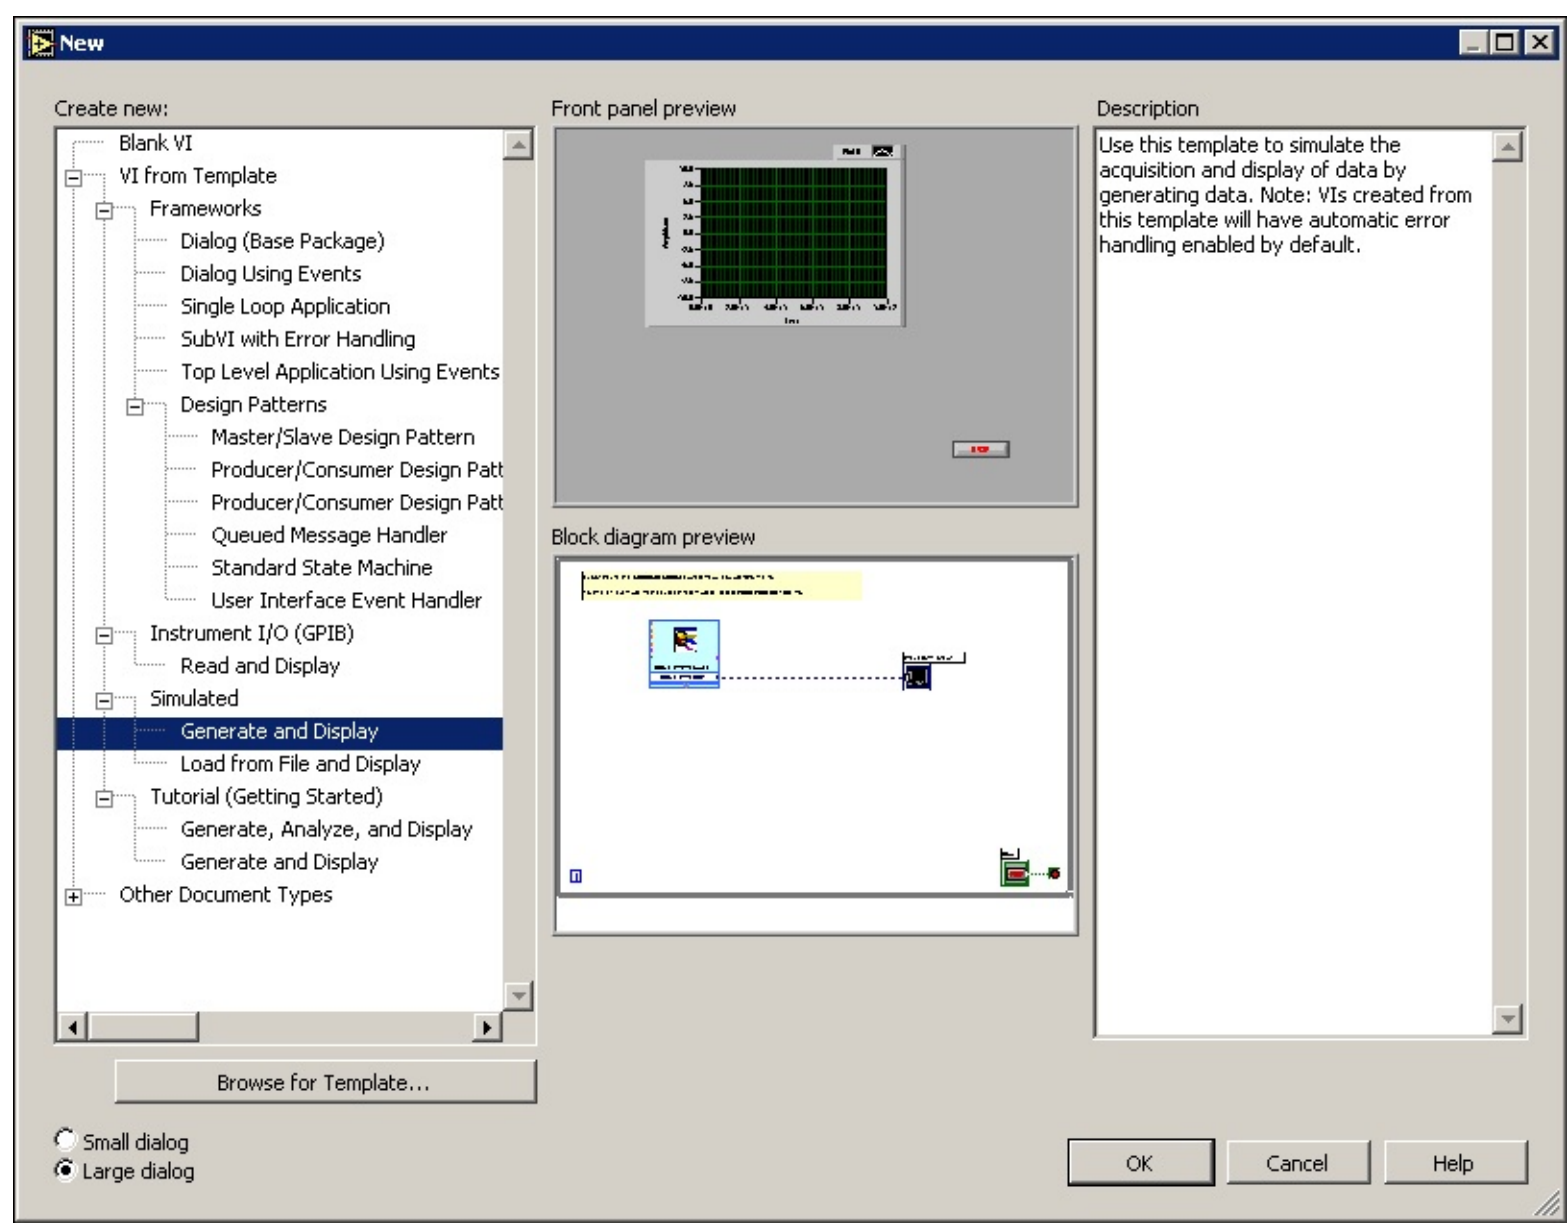 New
Create new:
Blank VI
VI from Template
Frameworks
Dialog (Base Package)
Dialog Using Events
Single Loop Application
SubVI with Error Handling
Top Level Application Using Events
Design Patterns
Master/Slave Design Pattern
Producer/Consumer Design Patt
Producer/Consumer Design Patt
Queued Message Handler
Standard State Machine
User Interface Event Handler
Instrument I/O (GPIB)
Read and Display
Simulated
Generate and Display
Load from File and Display
Tutorial (Getting Started)
Generate, Analyze, and Display
Generate and Display
Other Document Types
Browse for Template...
Small dialog
Large dialog
Front panel preview
Block diagram preview
Description
Use this template to simulate the
acquisition and display of data by
generating data. Note: VIs created from
this template will have automatic error
handling enabled by default.
OK
Cancel
Help